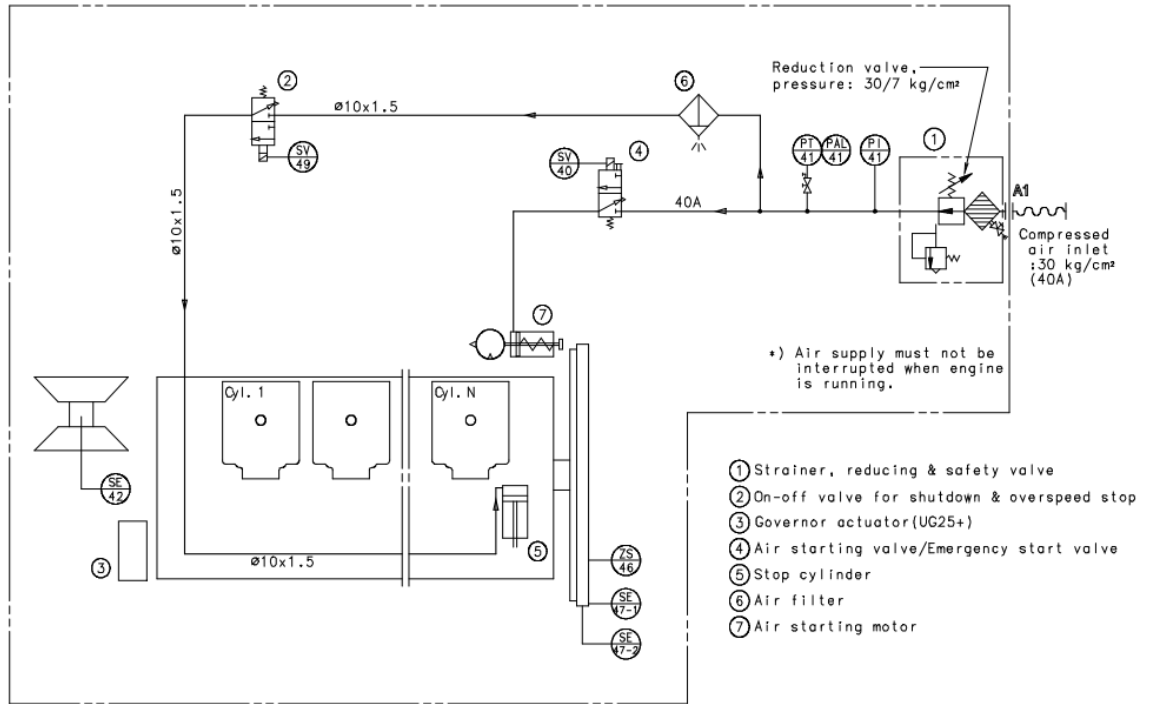 Reduction valve,
pressure: 30/7 kg/cm²
2
6
ø10x1.5
SV
49
4
SV
40
PT
41
PAL
41
PI
41
1
A1
40A
Compressed
air inlet
:30 kg/cm²
(40A)
ø10x1.5
7
*) Air supply must not be
interrupted when engine
is running.
Cyl. 1
Cyl. N
SE
42
3
ø10x1.5
5
ZS
46
SE
47-1
SE
47-2
1 Strainer, reducing & safety valve
2 On-off valve for shutdown & overspeed stop
3 Governor actuator(UG25+)
4 Air starting valve/Emergency start valve
5 Stop cylinder
6 Air filter
7 Air starting motor